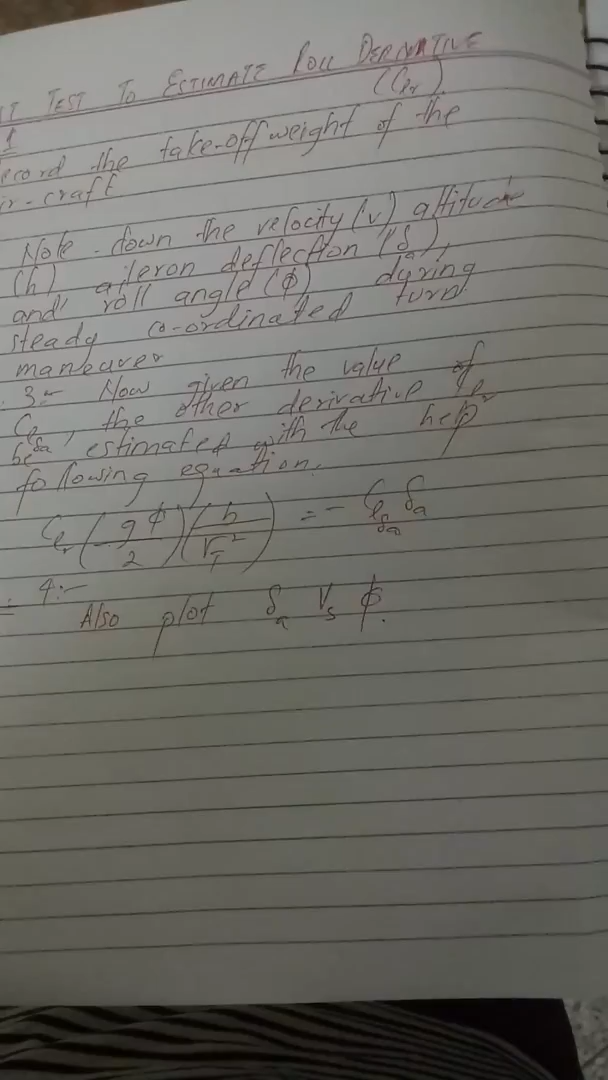 T TEST TO ESTIMATE ROLL DERIVATIVE
(Clr)
1
ecord the take-off weight of the
ir-craft
Note-down the velocity (v) altitude
(h) aileron deflection (δa),
and roll angle (φ) during
steady co-ordinated turn
maneuver
3:- Now given the value of
Clδa, the other derivative Clr
be estimated with the help
following equation.
Clr (gφ/2)(b/VT²) = - Clδa δa
4:-
Also plot δa Vs φ.